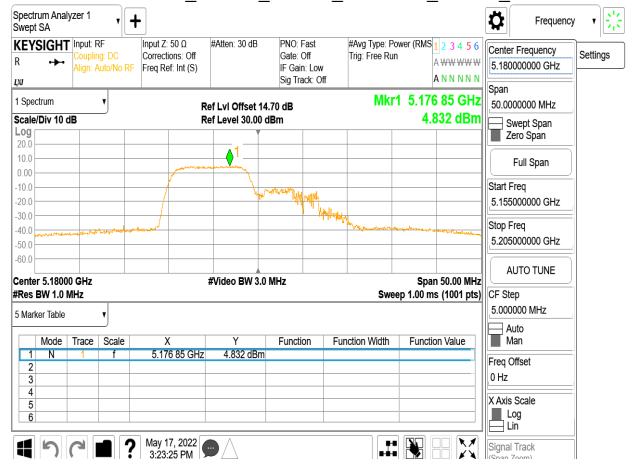 Spectrum Analyzer 1
Swept SA
Frequency
KEYSIGHT
R
Input: RF
Coupling: DC
Align: Auto/No RF
Input Z: 50 Ω
Corrections: Off
Freq Ref: Int (S)
#Atten: 30 dB
PNO: Fast
Gate: Off
IF Gain: Low
Sig Track: Off
#Avg Type: Power (RMS
Trig: Free Run
1 2 3 4 5 6
A W W W W W
A N N N N N
Center Frequency
5.180000000 GHz
Settings
Span
50.0000000 MHz
Swept Span
Zero Span
Full Span
Start Freq
5.155000000 GHz
Stop Freq
5.205000000 GHz
AUTO TUNE
CF Step
5.000000 MHz
Auto
Man
Freq Offset
0 Hz
X Axis Scale
Log
Lin
Signal Track
(Span Zoom)
1 Spectrum
Scale/Div 10 dB
Ref Lvl Offset 14.70 dB
Ref Level 30.00 dBm
Mkr1 5.176 85 GHz
4.832 dBm
Log
20.0
10.0
0.00
-10.0
-20.0
-30.0
-40.0
-50.0
-60.0
1
Center 5.18000 GHz
#Res BW 1.0 MHz
#Video BW 3.0 MHz
Span 50.00 MHz
Sweep 1.00 ms (1001 pts)
5 Marker Table
Mode Trace Scale X Y Function Function Width Function Value
1 N 1 f 5.176 85 GHz 4.832 dBm
2
3
4
5
6
?
May 17, 2022
3:23:25 PM